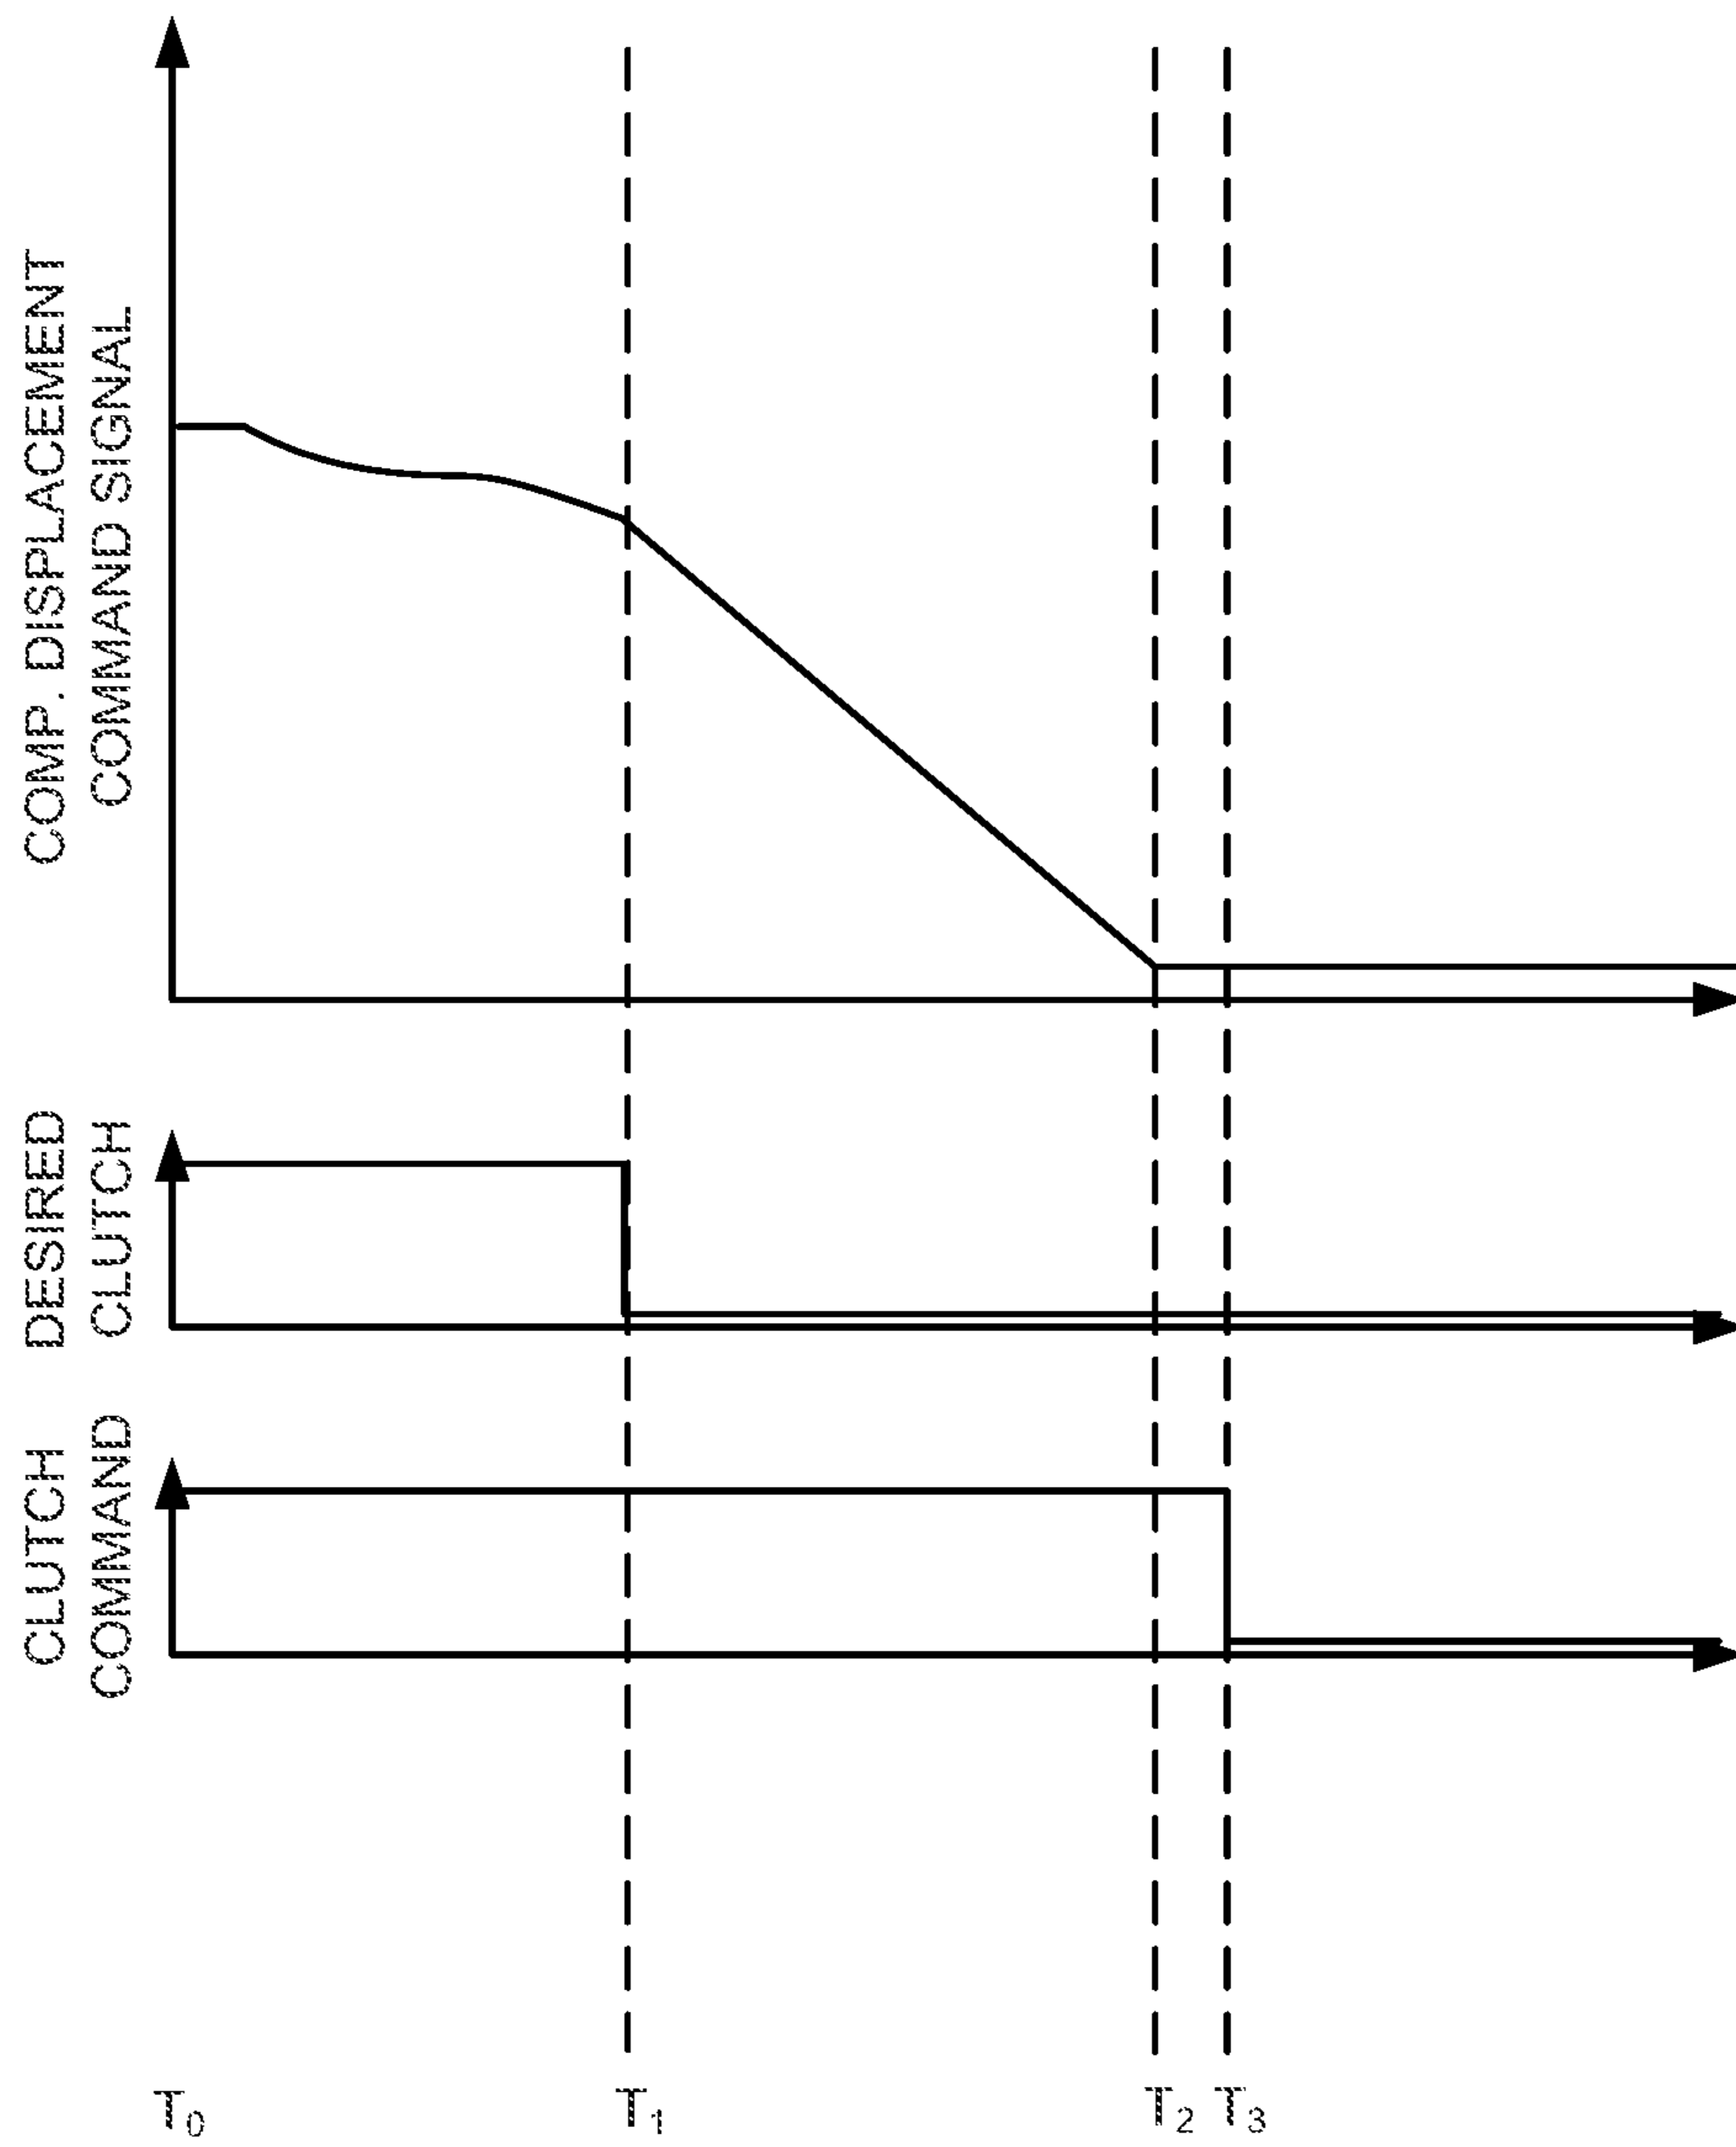 COMP. DISPLACEMENT
COMMAND SIGNAL
DESIRED
CLUTCH
CLUTCH
COMMAND
T0
T1
T2
T3